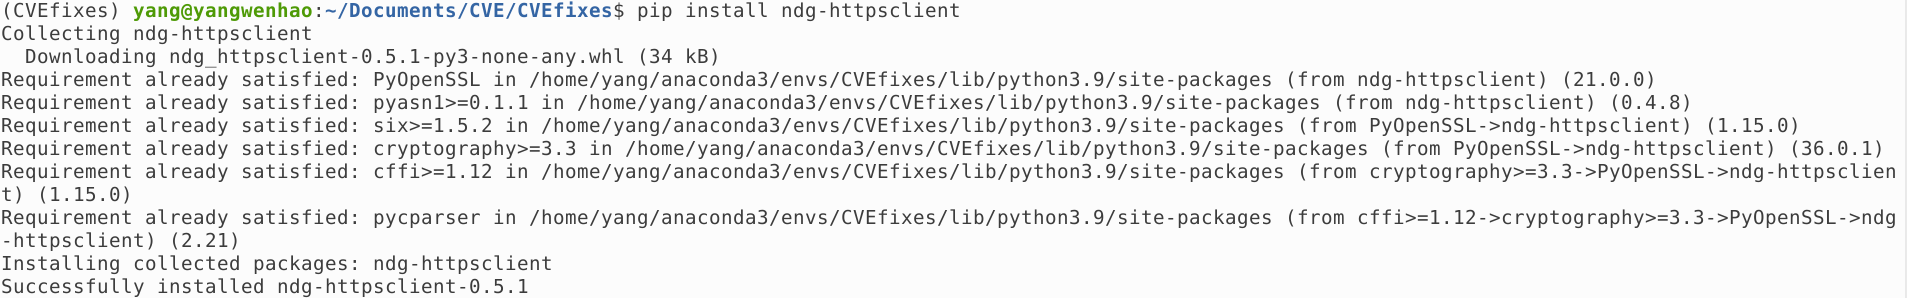 (CVEfixes) yang@yangwenhao:~/Documents/CVE/CVEfixes$ pip install ndg-httpsclient
Collecting ndg-httpsclient
  Downloading ndg_httpsclient-0.5.1-py3-none-any.whl (34 kB)
Requirement already satisfied: PyOpenSSL in /home/yang/anaconda3/envs/CVEfixes/lib/python3.9/site-packages (from ndg-httpsclient) (21.0.0)
Requirement already satisfied: pyasn1>=0.1.1 in /home/yang/anaconda3/envs/CVEfixes/lib/python3.9/site-packages (from ndg-httpsclient) (0.4.8)
Requirement already satisfied: six>=1.5.2 in /home/yang/anaconda3/envs/CVEfixes/lib/python3.9/site-packages (from PyOpenSSL->ndg-httpsclient) (1.15.0)
Requirement already satisfied: cryptography>=3.3 in /home/yang/anaconda3/envs/CVEfixes/lib/python3.9/site-packages (from PyOpenSSL->ndg-httpsclient) (36.0.1)
Requirement already satisfied: cffi>=1.12 in /home/yang/anaconda3/envs/CVEfixes/lib/python3.9/site-packages (from cryptography>=3.3->PyOpenSSL->ndg-httpsclien
t) (1.15.0)
Requirement already satisfied: pycparser in /home/yang/anaconda3/envs/CVEfixes/lib/python3.9/site-packages (from cffi>=1.12->cryptography>=3.3->PyOpenSSL->ndg
-httpsclient) (2.21)
Installing collected packages: ndg-httpsclient
Successfully installed ndg-httpsclient-0.5.1